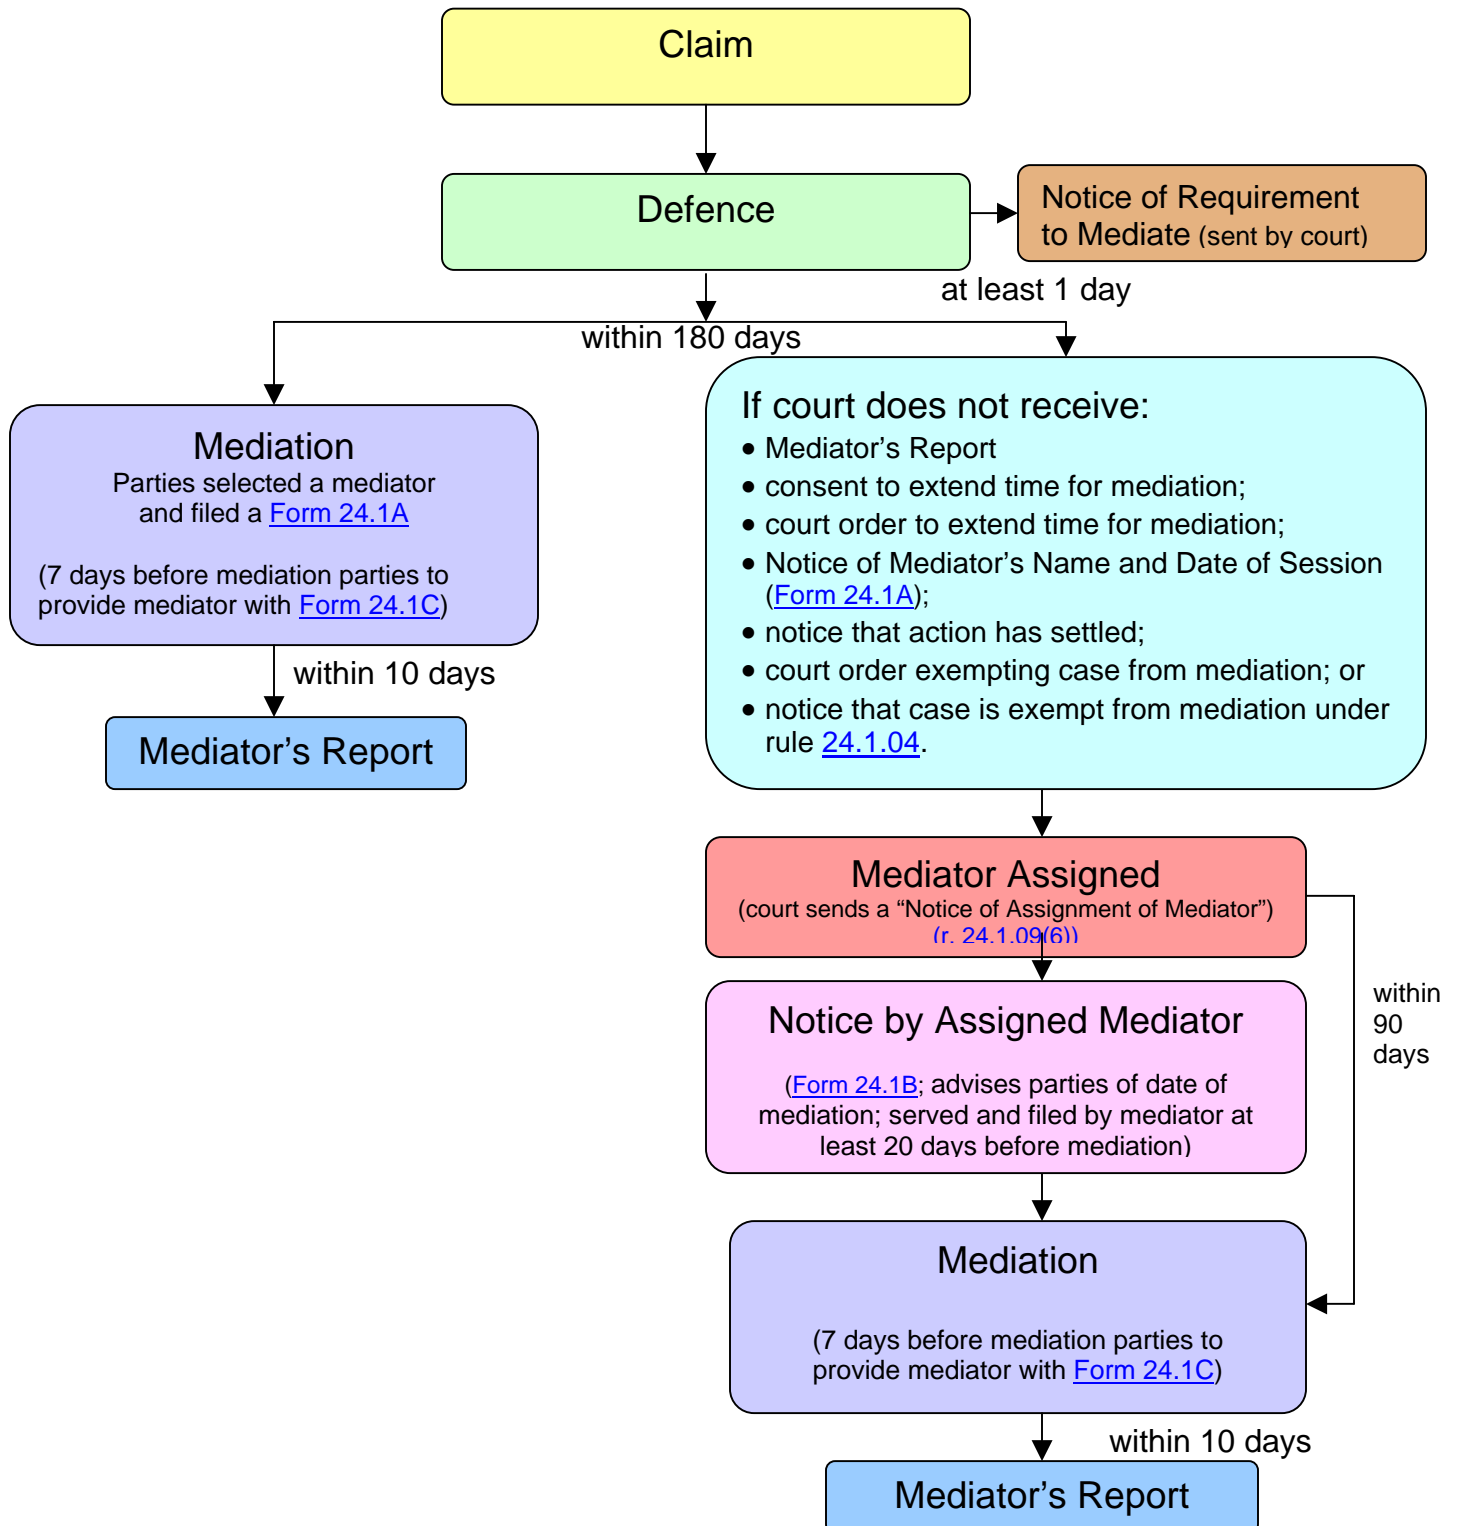 Claim
Defence
Notice of Requirement
to Mediate (sent by court)
at least 1 day
within 180 days
Mediation
Parties selected a mediator
and filed a Form 24.1A
(7 days before mediation parties to
provide mediator with Form 24.1C)
within 10 days
Mediator’s Report
If court does not receive:
• Mediator’s Report
• consent to extend time for mediation;
• court order to extend time for mediation;
• Notice of Mediator’s Name and Date of Session
(Form 24.1A);
• notice that action has settled;
• court order exempting case from mediation; or
• notice that case is exempt from mediation under
rule 24.1.04.
Mediator Assigned
(court sends a “Notice of Assignment of Mediator”)
(r. 24.1.09(6))
within
90
days
Notice by Assigned Mediator
(Form 24.1B; advises parties of date of
mediation; served and filed by mediator at
least 20 days before mediation)
Mediation
(7 days before mediation parties to
provide mediator with Form 24.1C)
within 10 days
Mediator’s Report